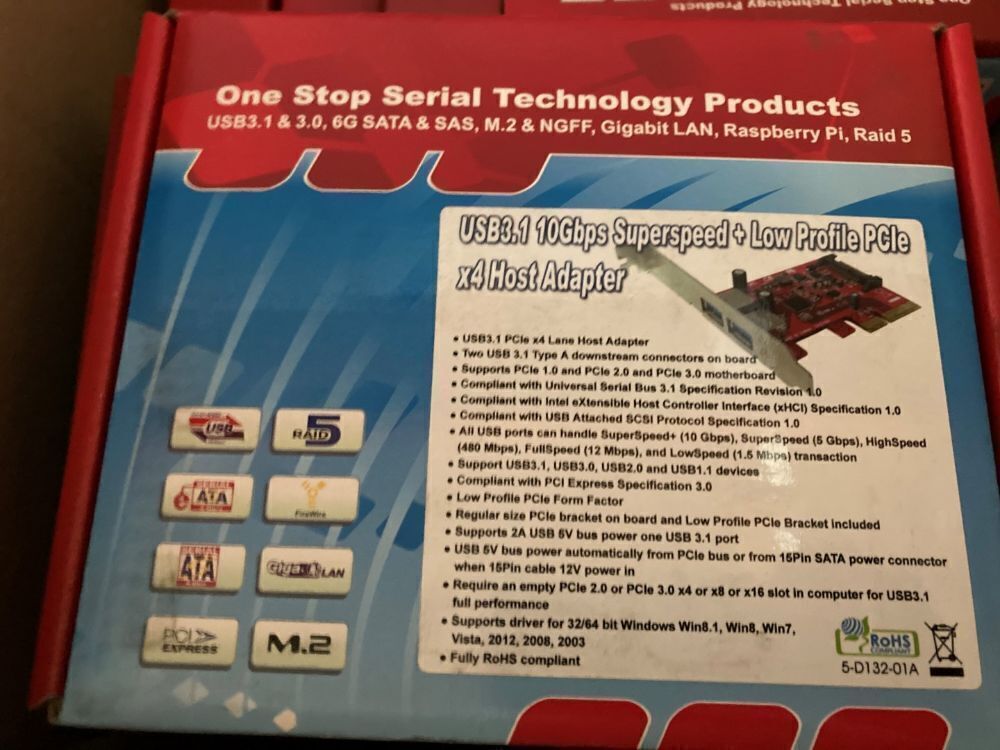 One Stop Serial Technology Products
One Stop Serial Technology Products
USB3.1 & 3.0, 6G SATA & SAS, M.2 & NGFF, Gigabit LAN, Raspberry Pi, Raid 5
USB3.1 10Gbps Superspeed + Low Profile PCIe
x4 Host Adapter
• USB3.1 PCIe x4 Lane Host Adapter
• Two USB 3.1 Type A downstream connectors on board
• Supports PCIe 1.0 and PCIe 2.0 and PCIe 3.0 motherboard
• Compliant with Universal Serial Bus 3.1 Specification Revision 1.0
• Compliant with Intel eXtensible Host Controller Interface (xHCI) Specification 1.0
• Compliant with USB Attached SCSI Protocol Specification 1.0
• All USB ports can handle SuperSpeed+ (10 Gbps), SuperSpeed (5 Gbps), HighSpeed
(480 Mbps), FullSpeed (12 Mbps), and LowSpeed (1.5 Mbps) transaction
• Support USB3.1, USB3.0, USB2.0 and USB1.1 devices
• Compliant with PCI Express Specification 3.0
• Low Profile PCIe Form Factor
• Regular size PCIe bracket on board and Low Profile PCIe Bracket included
• Supports 2A USB 5V bus power one USB 3.1 port
• USB 5V bus power automatically from PCIe bus or from 15Pin SATA power connector
when 15Pin cable 12V power in
• Require an empty PCIe 2.0 or PCIe 3.0 x4 or x8 or x16 slot in computer for USB3.1
full performance
• Supports driver for 32/64 bit Windows Win8.1, Win8, Win7,
Vista, 2012, 2008, 2003
• Fully RoHS compliant
RoHS
COMPLIANT
5-D132-01A
USB
RAID 5
SERIAL
ATA
FireWire
SERIAL
ATA
GigabitLAN
PCI
EXPRESS
M.2